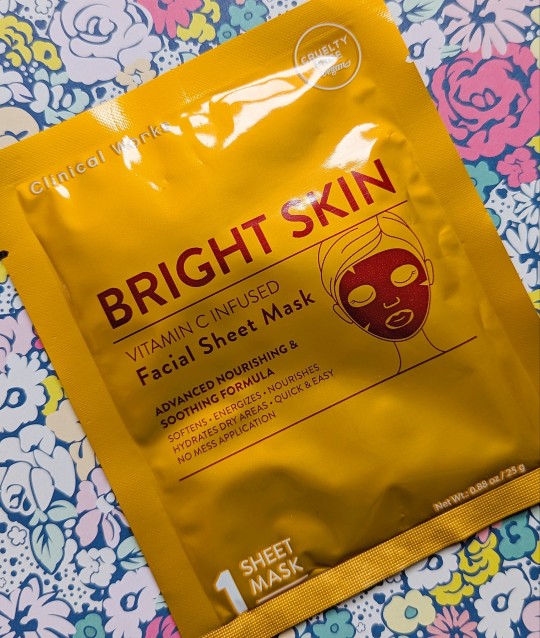 Clinical Works
CRUELTY
FREE
Vegan
BRIGHT SKIN
VITAMIN C INFUSED
Facial Sheet Mask
ADVANCED NOURISHING &
SOOTHING FORMULA
SOFTENS • ENERGIZES • NOURISHES
HYDRATES DRY AREAS • QUICK & EASY
NO MESS APPLICATION
Net Wt.: 0.88 oz / 25 g
1 SHEET
MASK